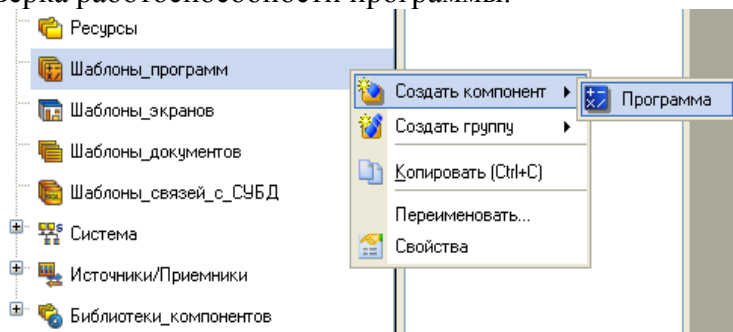 верка работоспособности программы.
Ресурсы
Шаблоны_программ
Шаблоны_экранов
Шаблоны_документов
Шаблоны_связей_с_СУБД
Система
Источники/Приемники
Библиотеки_компонентов
Создать компонент
Создать группу
Копировать (Ctrl+C)
Переименовать...
Свойства
Программа